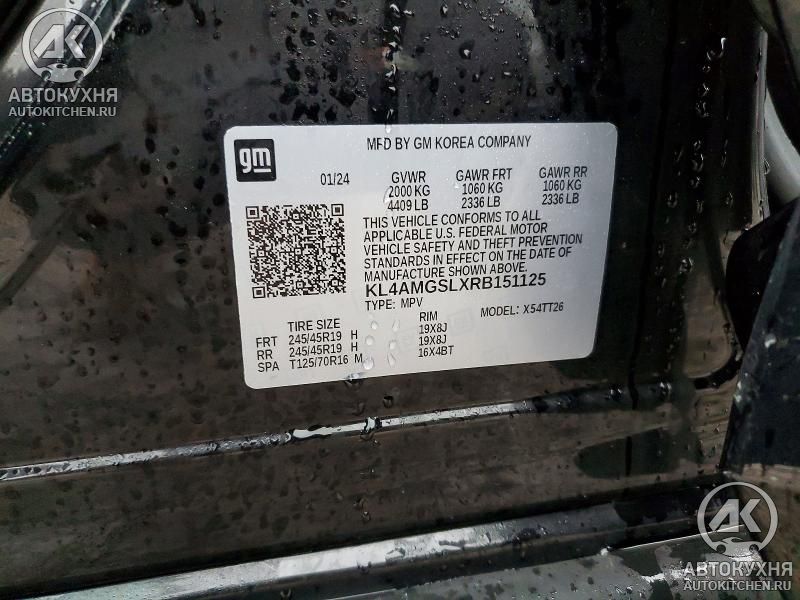 АК
АВТОКУХНЯ
AUTOKITCHEN.RU
gm
MFD BY GM KOREA COMPANY
01/24
GVWR GAWR FRT GAWR RR
2000 KG 1060 KG 1060 KG
4409 LB 2336 LB 2336 LB
THIS VEHICLE CONFORMS TO ALL
APPLICABLE U.S. FEDERAL MOTOR
VEHICLE SAFETY AND THEFT PREVENTION
STANDARDS IN EFFECT ON THE DATE OF
MANUFACTURE SHOWN ABOVE.
KL4AMGSLXRB151125
TYPE: MPV MODEL: X54TT26
TIRE SIZE RIM
FRT 245/45R19 H 19X8J
RR 245/45R19 H 19X8J
SPA T125/70R16 M 16X4BT
АК
АВТОКУХНЯ
AUTOKITCHEN.RU